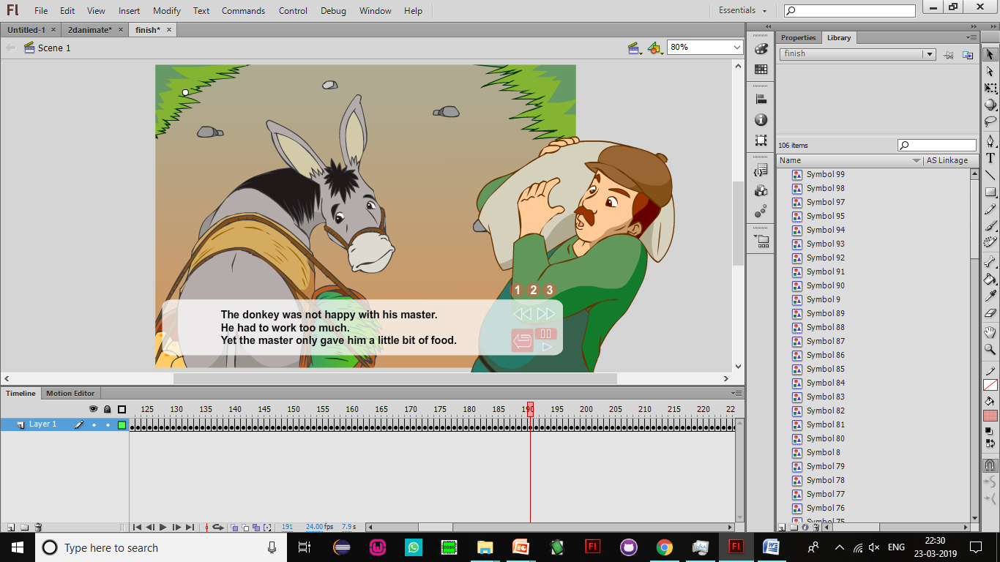 Fl File Edit View Insert Modify Text Commands Control Debug Window Help Essentials
Untitled-1 × 2danimate* × finish* ×
Scene 1 80%
1 2 3
The donkey was not happy with his master.
He had to work too much.
Yet the master only gave him a little bit of food.
Timeline Motion Editor
125 130 135 140 145 150 155 160 165 170 175 180 185 190 195 200 205 210 215 220 22
Layer 1
191 24.00 fps 7.9 s
Properties Library
finish
106 items
Name AS Linkage
Symbol 99
Symbol 98
Symbol 97
Symbol 96
Symbol 95
Symbol 94
Symbol 93
Symbol 92
Symbol 91
Symbol 90
Symbol 9
Symbol 89
Symbol 88
Symbol 87
Symbol 86
Symbol 85
Symbol 84
Symbol 83
Symbol 82
Symbol 81
Symbol 80
Symbol 8
Symbol 79
Symbol 78
Symbol 77
Symbol 76
Symbol 75
T
Type here to search
8085
Fl
Fl
ENG
22:30
23-03-2019